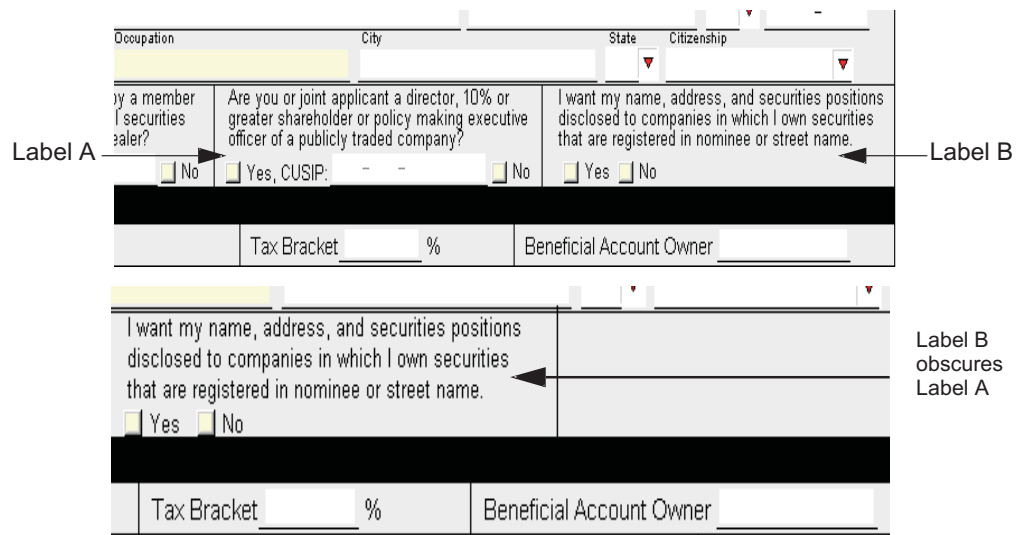 Occupation City State Citizenship
by a member
l securities
ealer?
No
Are you or joint applicant a director, 10% or
greater shareholder or policy making executive
officer of a publicly traded company?
Yes, CUSIP: - - No
I want my name, address, and securities positions
disclosed to companies in which I own securities
that are registered in nominee or street name.
Yes No
Label A
Label B
Tax Bracket % Beneficial Account Owner
I want my name, address, and securities positions
disclosed to companies in which I own securities
that are registered in nominee or street name.
Yes No
Label B
obscures
Label A
Tax Bracket % Beneficial Account Owner